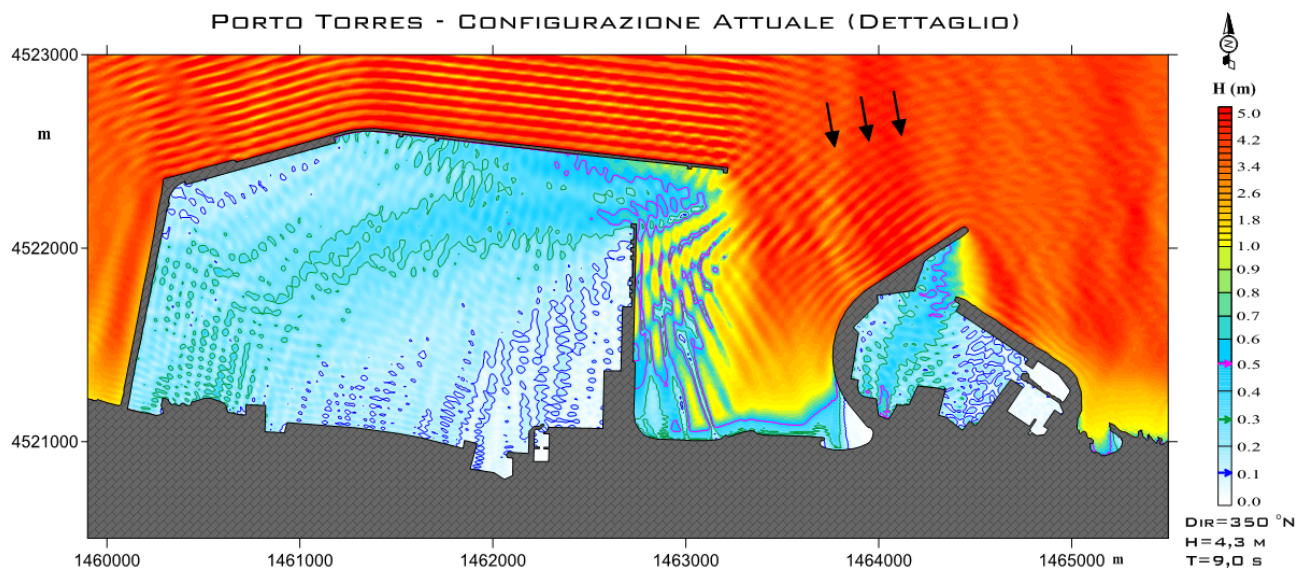 PORTO TORRES - CONFIGURAZIONE ATTUALE (DETTAGLIO)
N
4523000
m
4522000
4521000
1460000 1461000 1462000 1463000 1464000 1465000 m
H (m)
5.0
4.2
3.4
2.6
1.8
1.0
0.9
0.8
0.7
0.6
0.5
0.4
0.3
0.2
0.1
0.0
DIR=350 °N
H=4,3 M
T=9,0 S